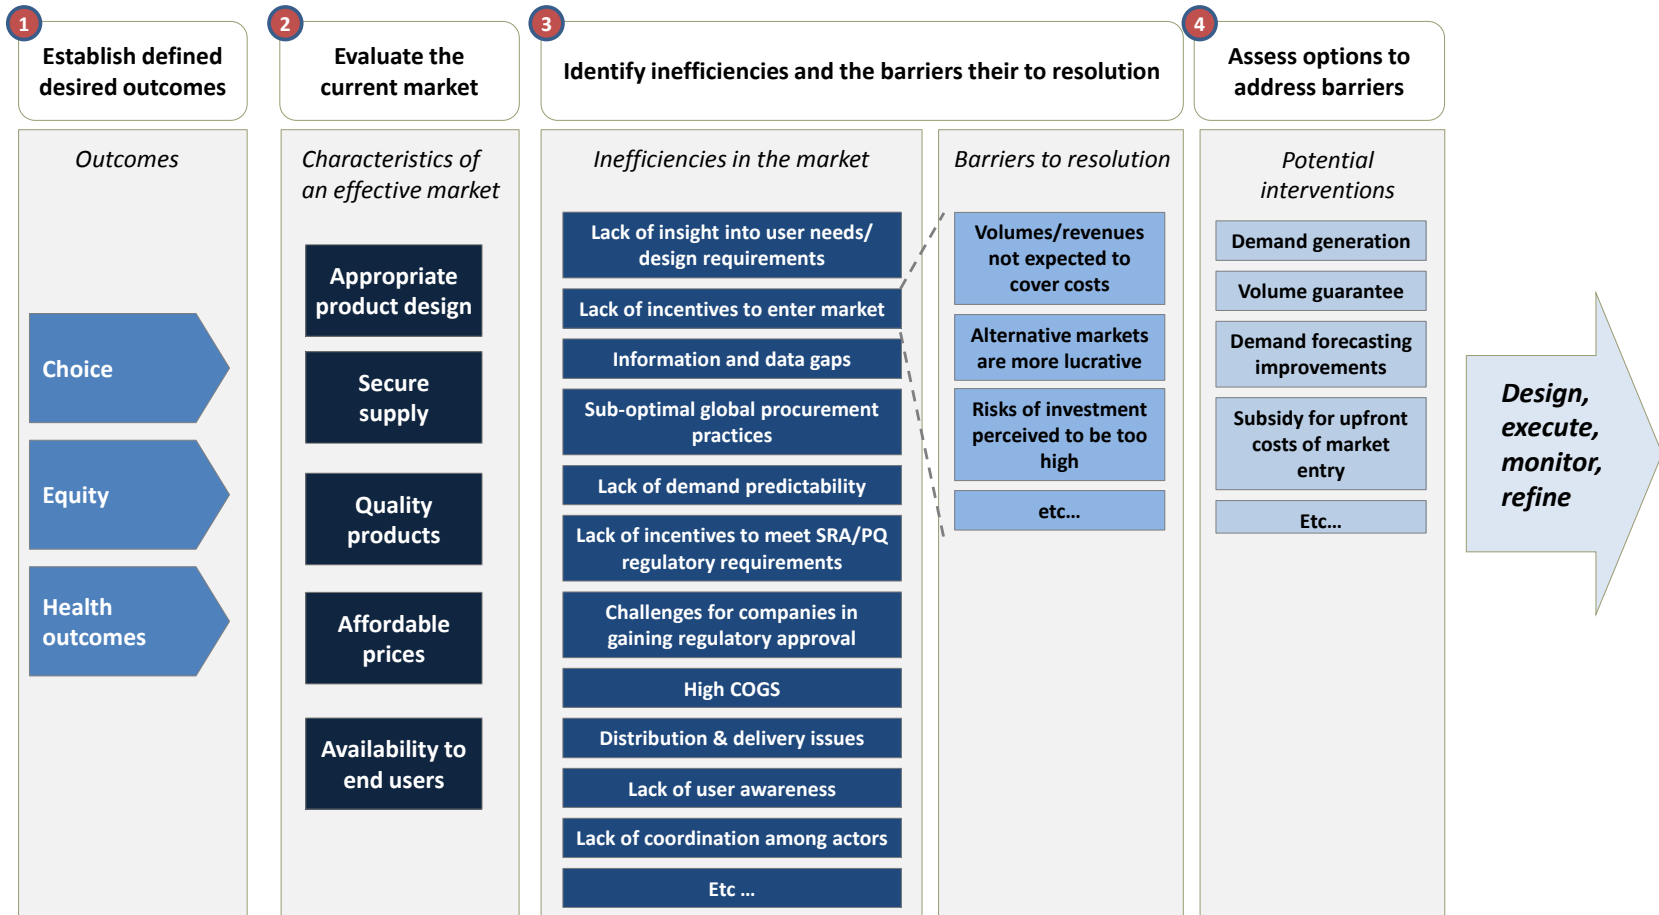 1
Establish defined
desired outcomes
2
Evaluate the
current market
3
Identify inefficiencies and the barriers their to resolution
4
Assess options to
address barriers
Outcomes
Choice
Equity
Health
outcomes
Characteristics of
an effective market
Appropriate
product design
Secure
supply
Quality
products
Affordable
prices
Availability to
end users
Inefficiencies in the market
Lack of insight into user needs/
design requirements
Lack of incentives to enter market
Information and data gaps
Sub-optimal global procurement
practices
Lack of demand predictability
Lack of incentives to meet SRA/PQ
regulatory requirements
Challenges for companies in
gaining regulatory approval
High COGS
Distribution & delivery issues
Lack of user awareness
Lack of coordination among actors
Etc ...
Barriers to resolution
Volumes/revenues
not expected to
cover costs
Alternative markets
are more lucrative
Risks of investment
perceived to be too
high
etc...
Potential
interventions
Demand generation
Volume guarantee
Demand forecasting
improvements
Subsidy for upfront
costs of market
entry
Etc...
Design,
execute,
monitor,
refine